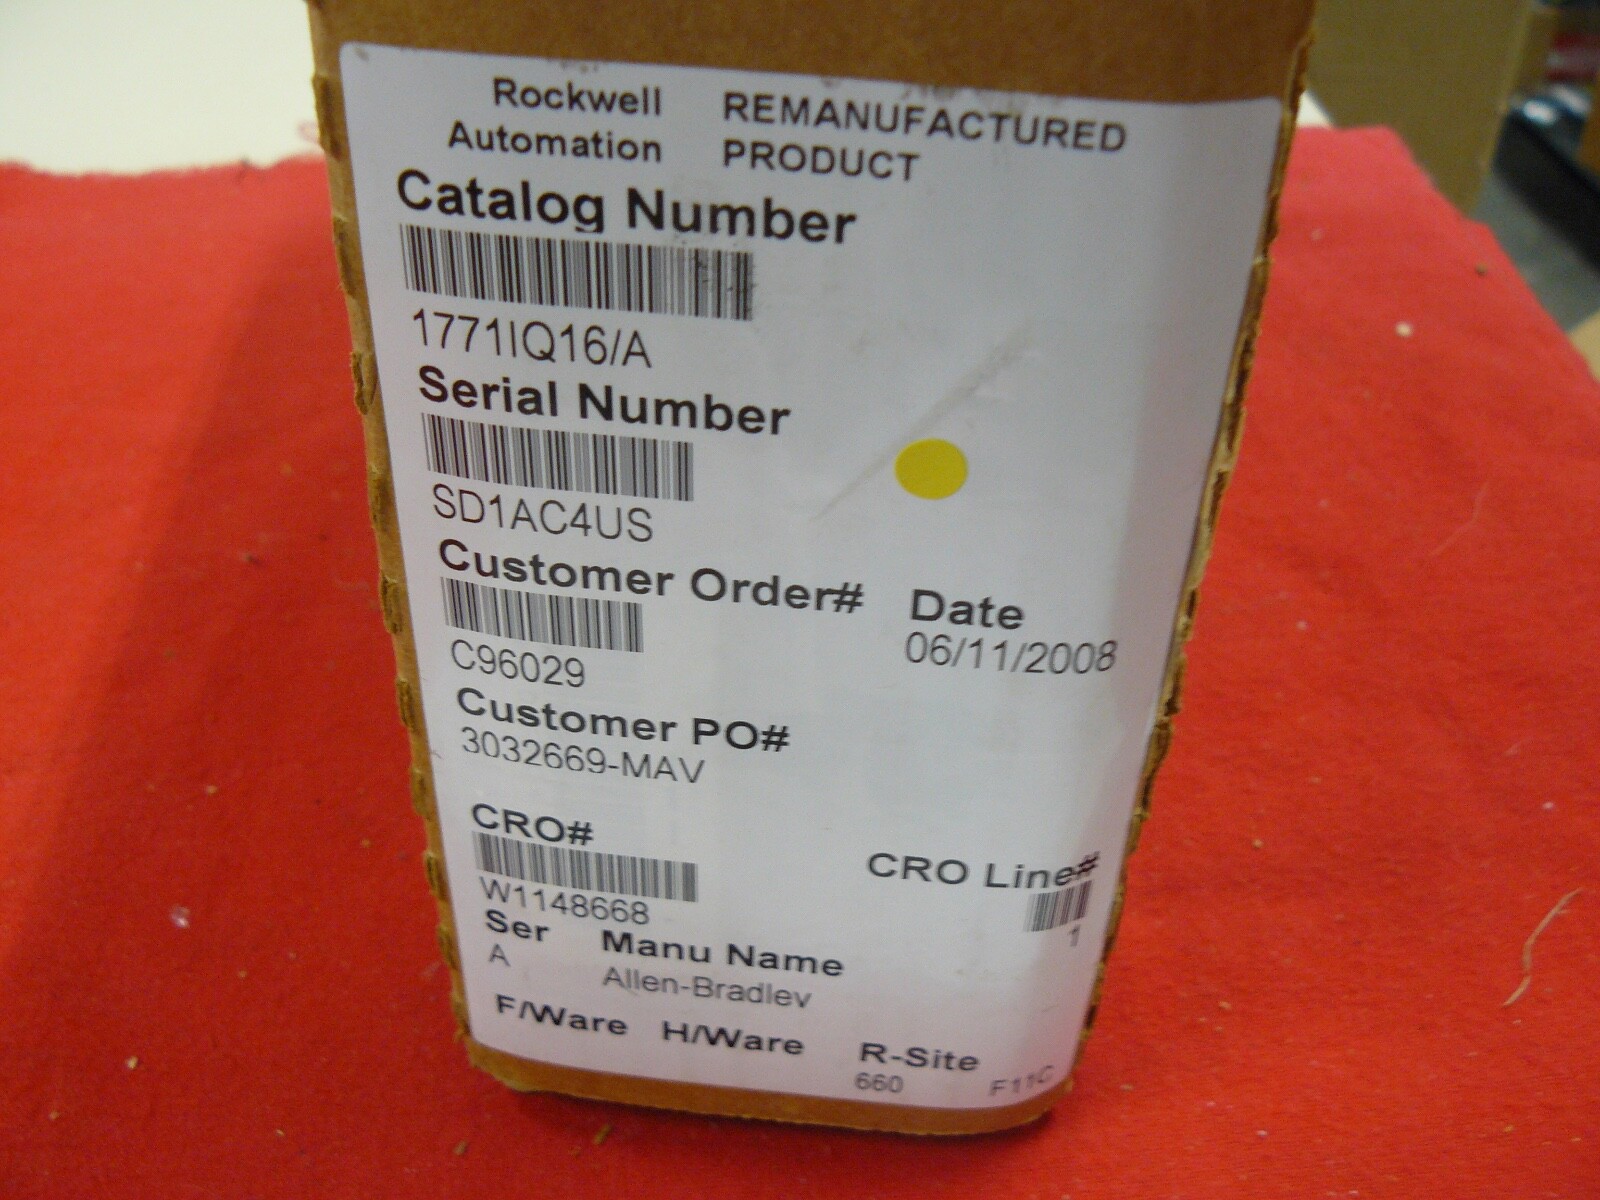 Rockwell
Automation
REMANUFACTURED
PRODUCT
Catalog Number
1771IQ16/A
Serial Number
SD1AC4US
Customer Order#
C96029
Date
06/11/2008
Customer PO#
3032669-MAV
CRO#
W1148668
CRO Line#
1
Ser
A
Manu Name
Allen-Bradley
F/Ware
H/Ware
R-Site
660
F11C